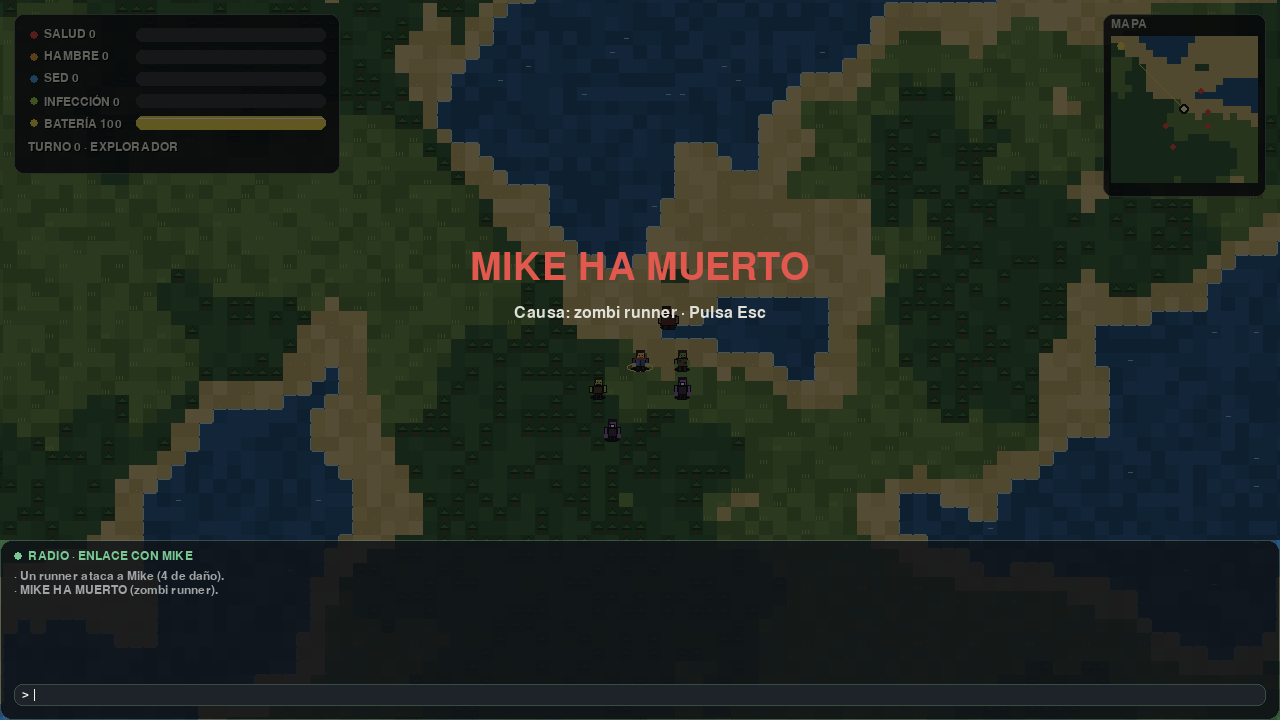 SALUD 0
HAMBRE 0
SED 0
INFECCIÓN 0
BATERÍA 100
TURNO 0 · EXPLORADOR
MAPA
MIKE HA MUERTO
Causa: zombi runner · Pulsa Esc
RADIO · ENLACE CON MIKE
· Un runner ataca a Mike (4 de daño).
· MIKE HA MUERTO (zombi runner).
>